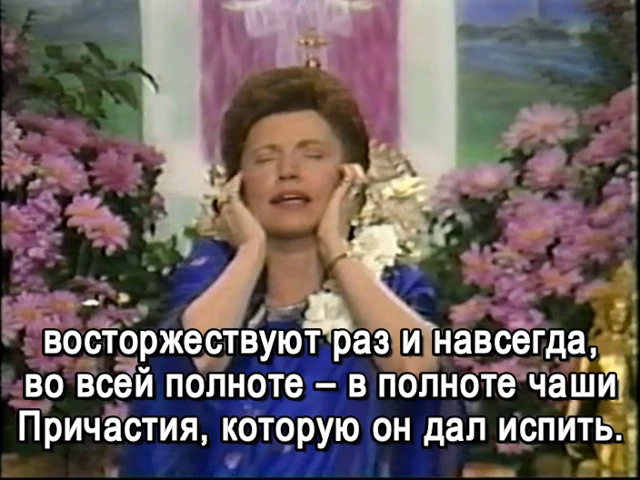 восторжествуют раз и навсегда,
во всей полноте – в полноте чаши
Причастия, которую он дал испить.